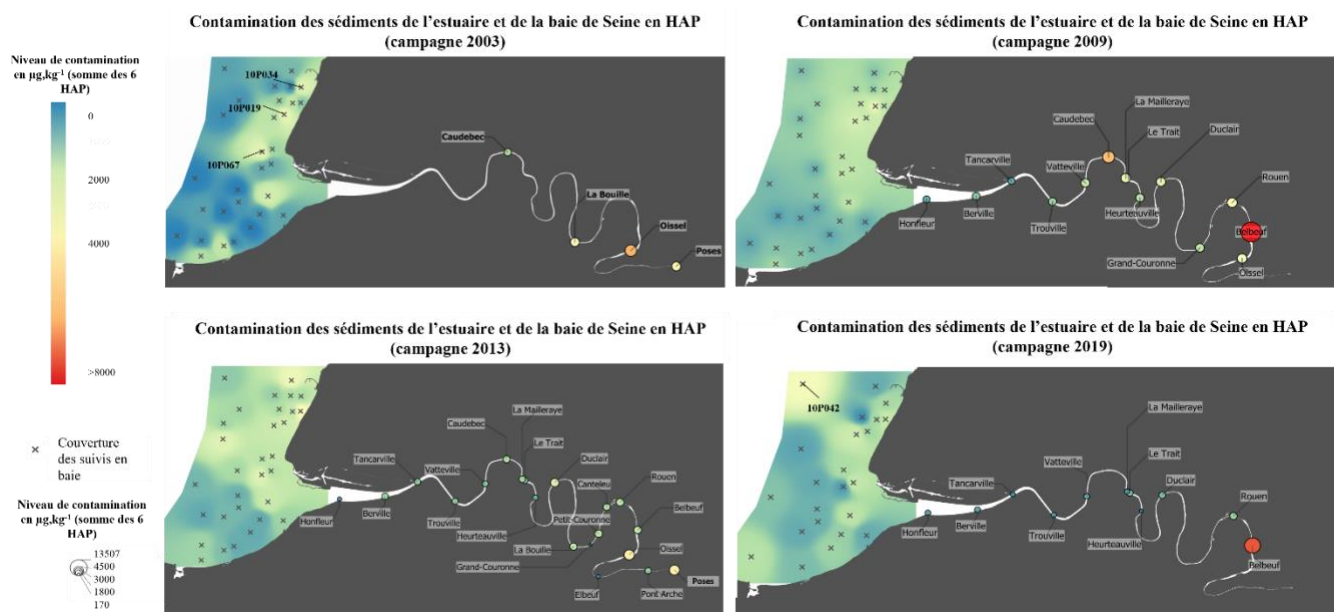 Niveau de contamination
en µg,kg⁻¹ (somme des 6
HAP)
0
2000
4000
>8000
Couverture
des suivis en
baie
Niveau de contamination
en µg,kg⁻¹ (somme des 6
HAP)
13507
4500
3000
1800
170
Contamination des sédiments de l'estuaire et de la baie de Seine en HAP
(campagne 2003)
10P034
10P019
10P067
Caudebec
La Bouille
Oissel
Poses
Contamination des sédiments de l'estuaire et de la baie de Seine en HAP
(campagne 2009)
La Mailleraye
Caudebec
Le Trait
Duclair
Tancarville
Vatteville
Rouen
Honfleur
Berville
Trouville
Heurteauville
Belbeuf
Grand-Couronne
Oissel
Contamination des sédiments de l'estuaire et de la baie de Seine en HAP
(campagne 2013)
La Mailleraye
Caudebec
Le Trait
Tancarville
Vatteville
Duclair
Canteleu
Rouen
Honfleur
Berville
Trouville
Heurteauville
Petit-Couronne
Belbeuf
La Bouille
Oissel
Grand-Couronne
Elbeuf
Pont Arche
Poses
Contamination des sédiments de l'estuaire et de la baie de Seine en HAP
(campagne 2019)
10P042
La Mailleraye
Le Trait
Vatteville
Duclair
Tancarville
Rouen
Honfleur
Berville
Trouville
Heurteauville
Belbeuf